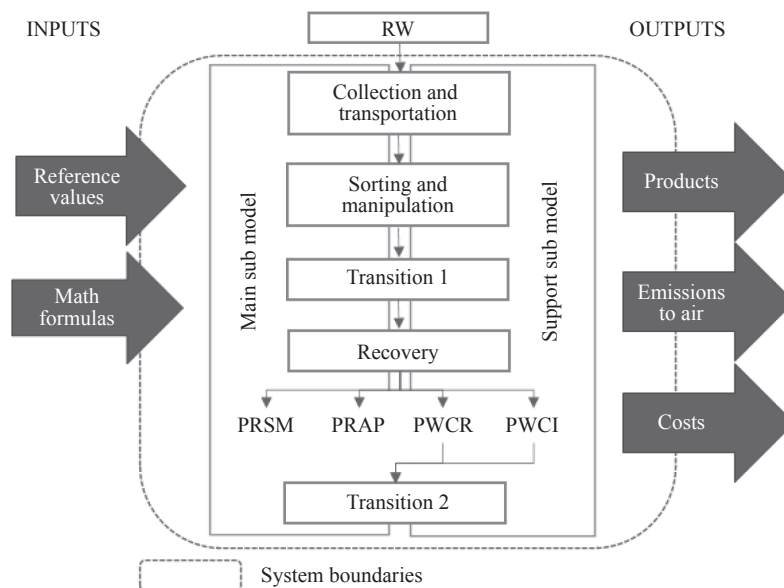 INPUTS
RW
OUTPUTS
Collection and
transportation
Reference
values
Sorting and
manipulation
Products
Main sub model
Support sub model
Math
formulas
Transition 1
Emissions
to air
Recovery
PRSM
PRAP
PWCR
PWCI
Costs
Transition 2
System boundaries